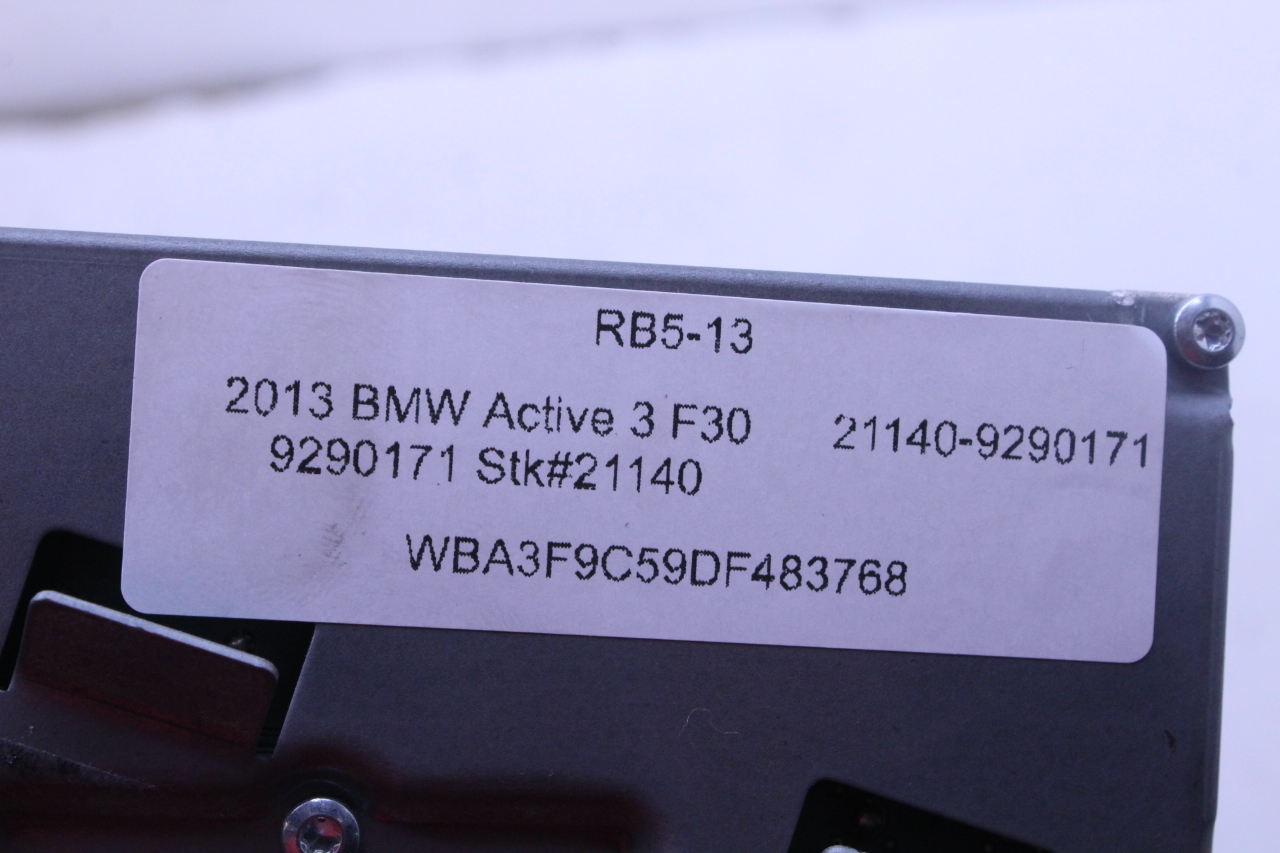 RB5-13
2013 BMW Active 3 F30 21140-9290171
9290171 Stk#21140
WBA3F9C59DF483768